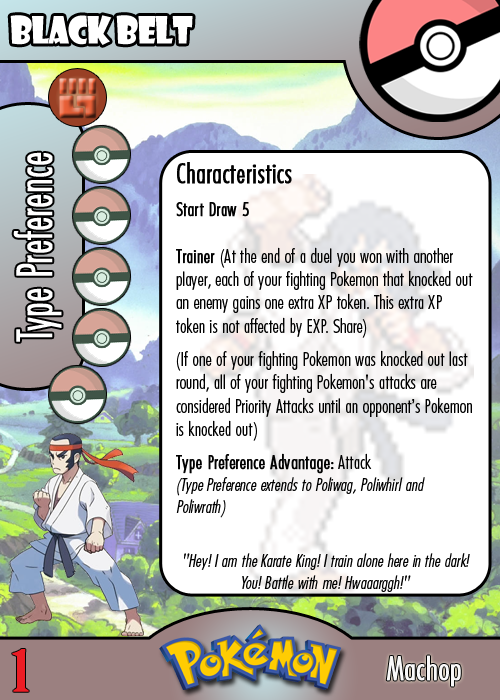 BLACK BELT
Type Preference
Characteristics
Start Draw 5
Trainer (At the end of a duel you won with another
player, each of your fighting Pokemon that knocked out
an enemy gains one extra XP token. This extra XP
token is not affected by EXP. Share)
(If one of your fighting Pokemon was knocked out last
round, all of your fighting Pokemon's attacks are
considered Priority Attacks until an opponent's Pokemon
is knocked out)
Type Preference Advantage: Attack
(Type Preference extends to Poliwag, Poliwhirl and
Poliwrath)
"Hey! I am the Karate King! I train alone here in the dark!
You! Battle with me! Hwaaarggh!"
1
POKéMON
Machop